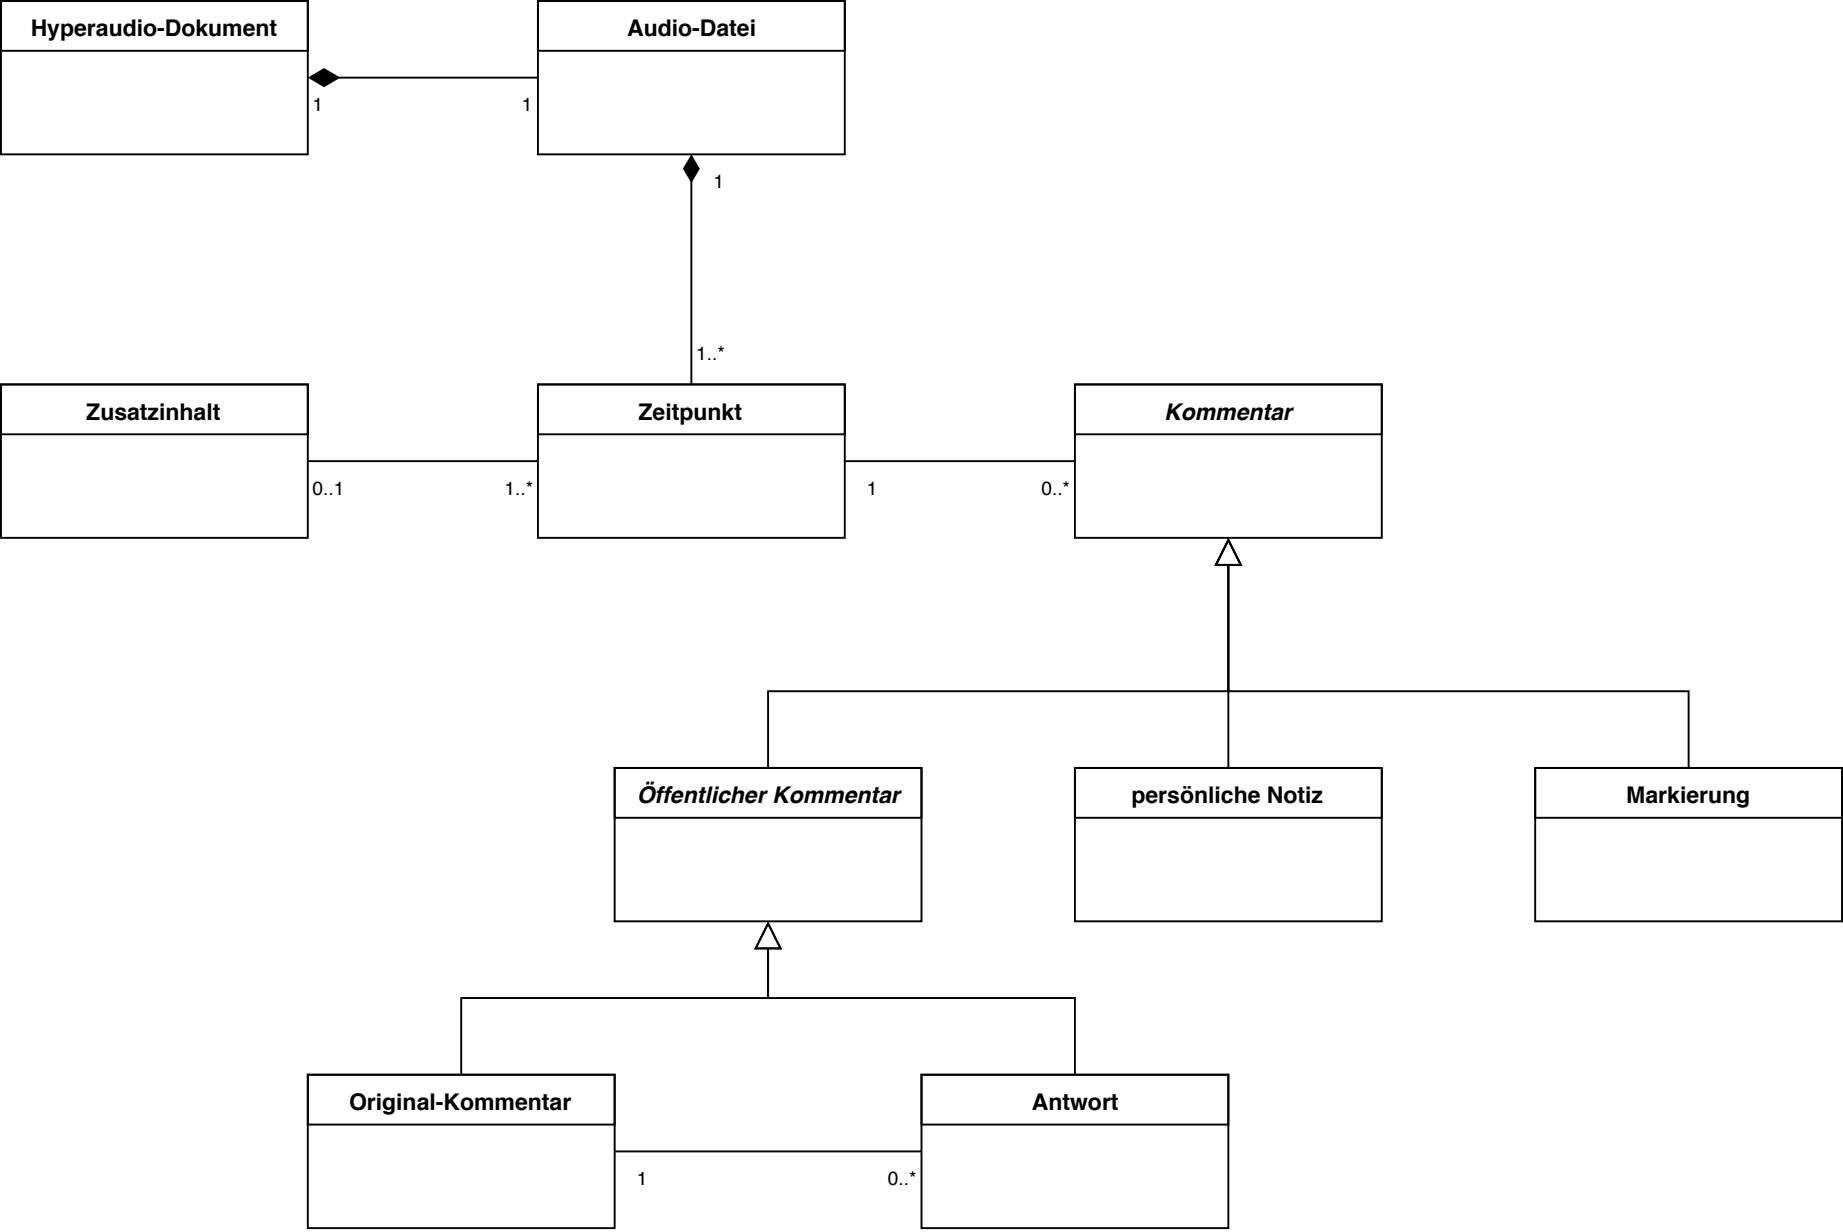 Hyperaudio-Dokument
Audio-Datei
1
1
1
1..*
Zusatzinhalt
Zeitpunkt
Kommentar
0..1
1..*
1
0..*
Öffentlicher Kommentar
persönliche Notiz
Markierung
Original-Kommentar
Antwort
1
0..*